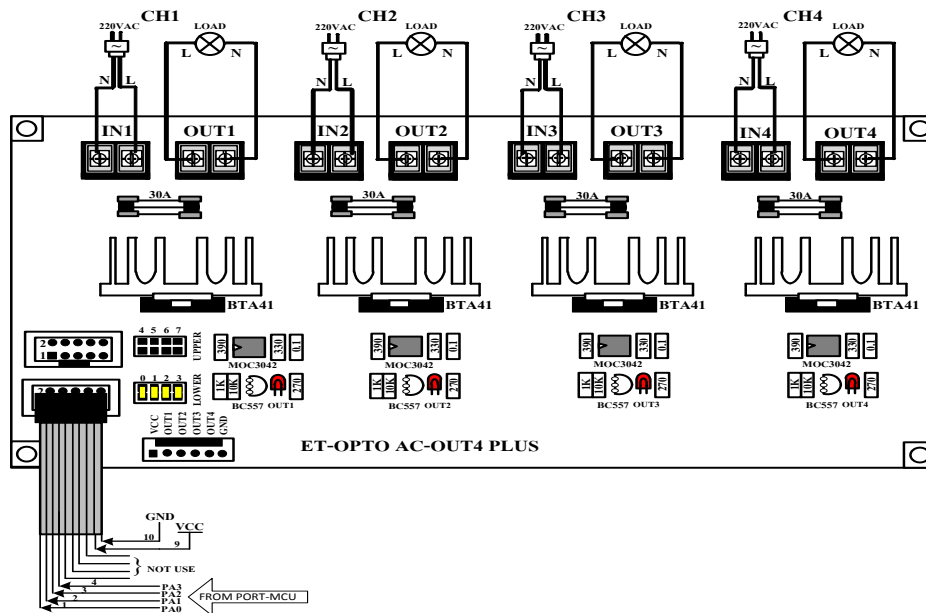 CH1 CH2 CH3 CH4
220VAC LOAD 220VAC LOAD 220VAC LOAD 220VAC LOAD
~ ~ ~ ~
L N L N L N L N
N L N L N L N L
IN1 OUT1 IN2 OUT2 IN3 OUT3 IN4 OUT4
30A 30A 30A 30A
BTA41 BTA41 BTA41 BTA41
4 5 6 7
2
1
UPPER
390 330 0.1 390 330 0.1 390 330 0.1 390 330 0.1
MOC3042 MOC3042 MOC3042 MOC3042
0 1 2 3
LOWER
1K 10K 270 1K 10K 270 1K 10K 270 1K 10K 270
BC557 OUT1 BC557 OUT2 BC557 OUT3 BC557 OUT4
VCC OUT1 OUT2 OUT3 OUT4 GND
ET-OPTO AC-OUT4 PLUS
GND
VCC
10
9
NOT USE
4 PA3
3 PA2
2 PA1
1 PA0
FROM PORT-MCU